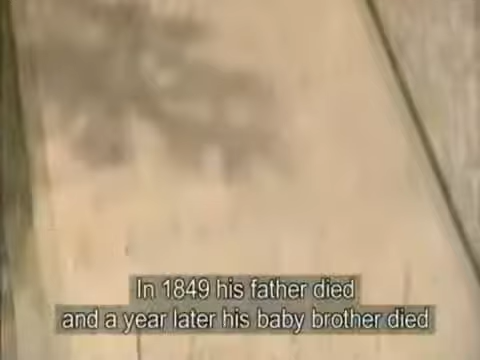 In 1849 his father died
and a year later his baby brother died